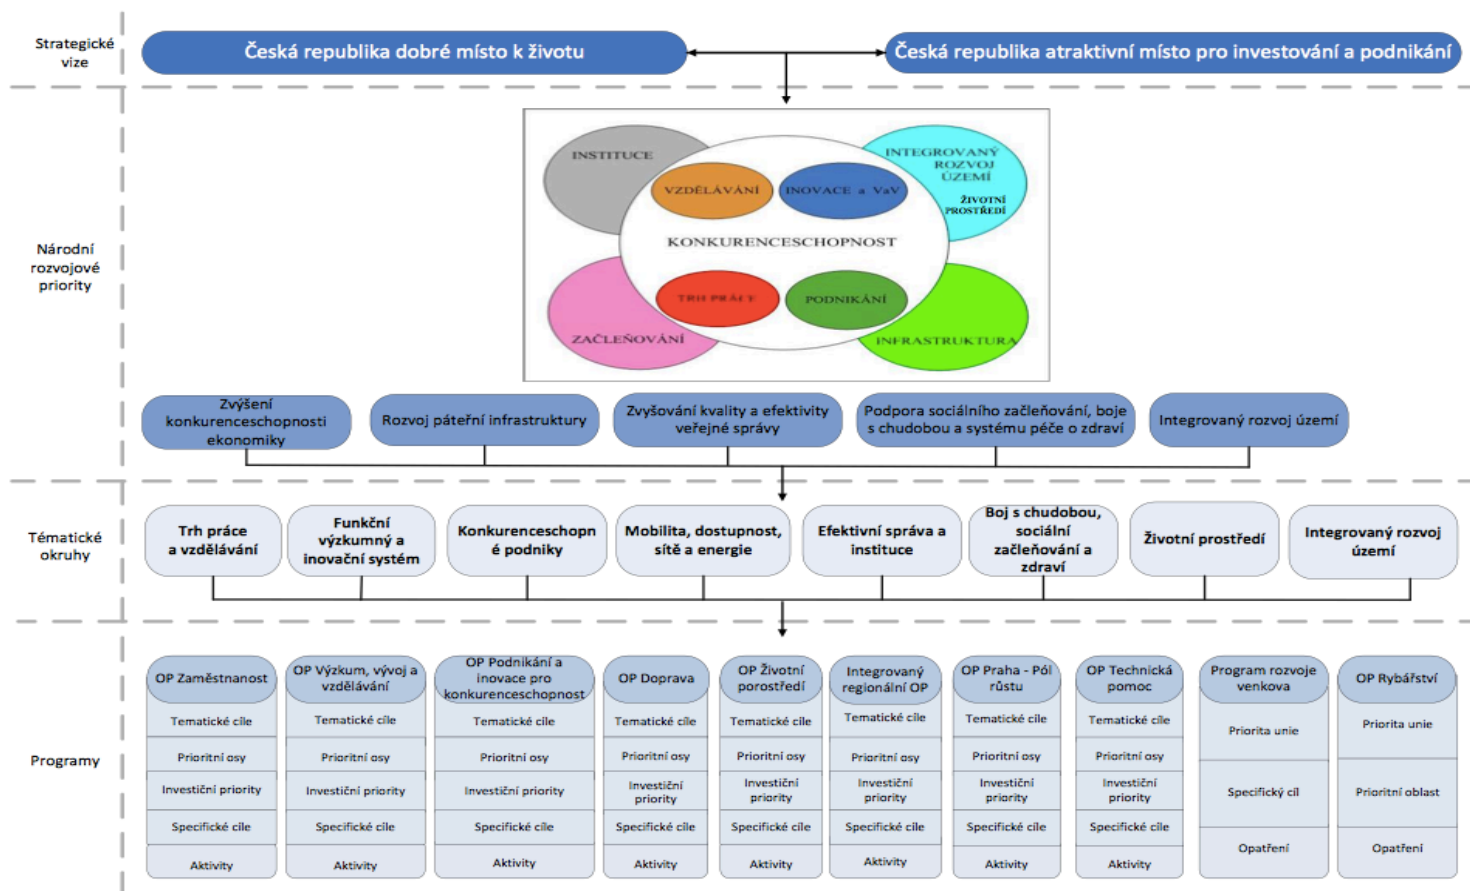 Strategické
vize
Česká republika dobré místo k životu
Česká republika atraktivní místo pro investování a podnikání
Národní
rozvojové
priority
INSTITUCE
INTEGROVANÝ
ROZVOJ
ÚZEMÍ
ŽIVOTNÍ
PROSTŘEDÍ
VZDĚLÁVÁNÍ
INOVACE a VaV
KONKURENCESCHOPNOST
TRH PRÁCE
PODNIKÁNÍ
ZAČLEŇOVÁNÍ
INFRASTRUKTURA
Zvýšení
konkurenceschopnosti
ekonomiky
Rozvoj páteřní infrastruktury
Zvyšování kvality a efektivity
veřejné správy
Podpora sociálního začleňování, boje
s chudobou a systému péče o zdraví
Integrovaný rozvoj území
Tématické
okruhy
Trh práce
a vzdělávání
Funkční
výzkumný a
inovační systém
Konkurenceschopn
é podniky
Mobilita, dostupnost,
sítě a energie
Efektivní správa a
instituce
Boj s chudobou,
sociální
začleňování a
zdraví
Životní prostředí
Integrovaný rozvoj
území
Programy
OP Zaměstnanost
Tematické cíle
Prioritní osy
Investiční priority
Specifické cíle
Aktivity
OP Výzkum, vývoj a
vzdělávání
Tematické cíle
Prioritní osy
Investiční priority
Specifické cíle
Aktivity
OP Podnikání a
inovace pro
konkurenceschopnost
Tematické cíle
Prioritní osy
Investiční priority
Specifické cíle
Aktivity
OP Doprava
Tematické cíle
Prioritní osy
Investiční
priority
Specifické cíle
Aktivity
OP Životní
porostředí
Tematické cíle
Prioritní osy
Investiční
priority
Specifické cíle
Aktivity
Integrovaný
regionální OP
Tematické cíle
Prioritní osy
Investiční
priority
Specifické cíle
Aktivity
OP Praha - Pól
růstu
Tematické cíle
Prioritní osy
Investiční
priority
Specifické cíle
Aktivity
OP Technická
pomoc
Tematické cíle
Prioritní osy
Investiční
priority
Specifické cíle
Aktivity
Program rozvoje
venkova
Priorita unie
Specifický cíl
Opatření
OP Rybářství
Priorita unie
Prioritní oblast
Opatření